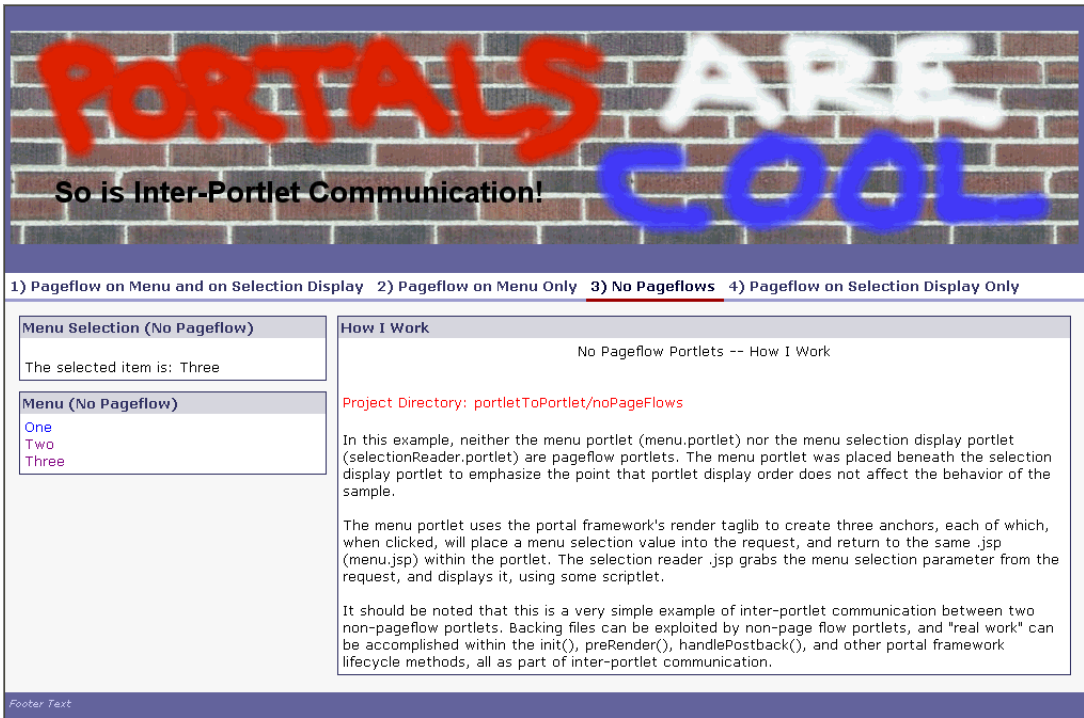 PORTALS ARE
COOL
So is Inter-Portlet Communication!
1) Pageflow on Menu and on Selection Display 2) Pageflow on Menu Only 3) No Pageflows 4) Pageflow on Selection Display Only
Menu Selection (No Pageflow)
The selected item is: Three
Menu (No Pageflow)
One
Two
Three
How I Work
No Pageflow Portlets -- How I Work
Project Directory: portletToPortlet/noPageFlows
In this example, neither the menu portlet (menu.portlet) nor the menu selection display portlet
(selectionReader.portlet) are pageflow portlets. The menu portlet was placed beneath the selection
display portlet to emphasize the point that portlet display order does not affect the behavior of the
sample.
The menu portlet uses the portal framework's render taglib to create three anchors, each of which,
when clicked, will place a menu selection value into the request, and return to the same .jsp
(menu.jsp) within the portlet. The selection reader .jsp grabs the menu selection parameter from the
request, and displays it, using some scriptlet.
It should be noted that this is a very simple example of inter-portlet communication between two
non-pageflow portlets. Backing files can be exploited by non-page flow portlets, and "real work" can
be accomplished within the init(), preRender(), handlePostback(), and other portal framework
lifecycle methods, all as part of inter-portlet communication.
Footer Text